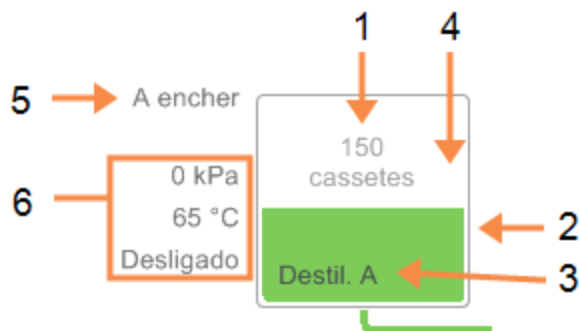 1
4
5
A encher
150
cassetes
0 kPa
6
65 °C
2
Desligado
Destil. A
3